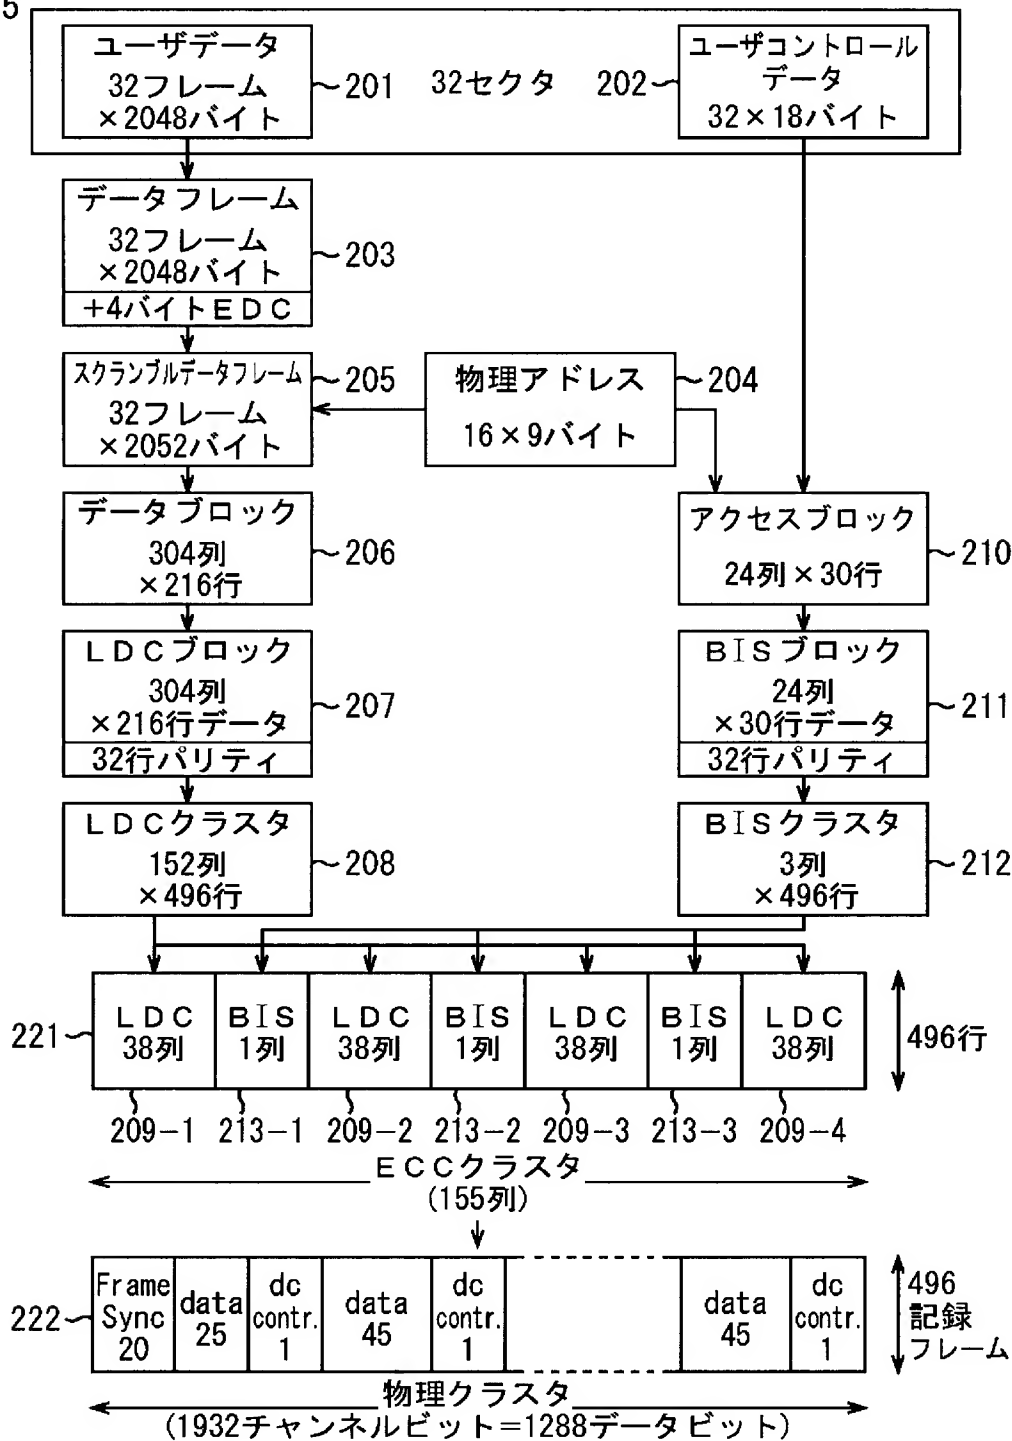 5
ユーザデータ
32フレーム
×2048バイト
201
32セクタ
202
ユーザコントロール
データ
32×18バイト
データフレーム
32フレーム
×2048バイト
+4バイトEDC
203
スクランブルデータフレーム
32フレーム
×2052バイト
205
物理アドレス
16×9バイト
204
データブロック
304列
×216行
206
アクセスブロック
24列×30行
210
LDCブロック
304列
×216行データ
32行パリティ
207
BISブロック
24列
×30行データ
32行パリティ
211
LDCクラスタ
152列
×496行
208
BISクラスタ
3列
×496行
212
221
LDC
38列
BIS
1列
LDC
38列
BIS
1列
LDC
38列
BIS
1列
LDC
38列
496行
209-1
213-1
209-2
213-2
209-3
213-3
209-4
ECCクラスタ
(155列)
222
Frame
Sync
20
data
25
dc
contr.
1
data
45
dc
contr.
1
data
45
dc
contr.
1
496
記録
フレーム
物理クラスタ
(1932チャンネルビット=1288データビット)